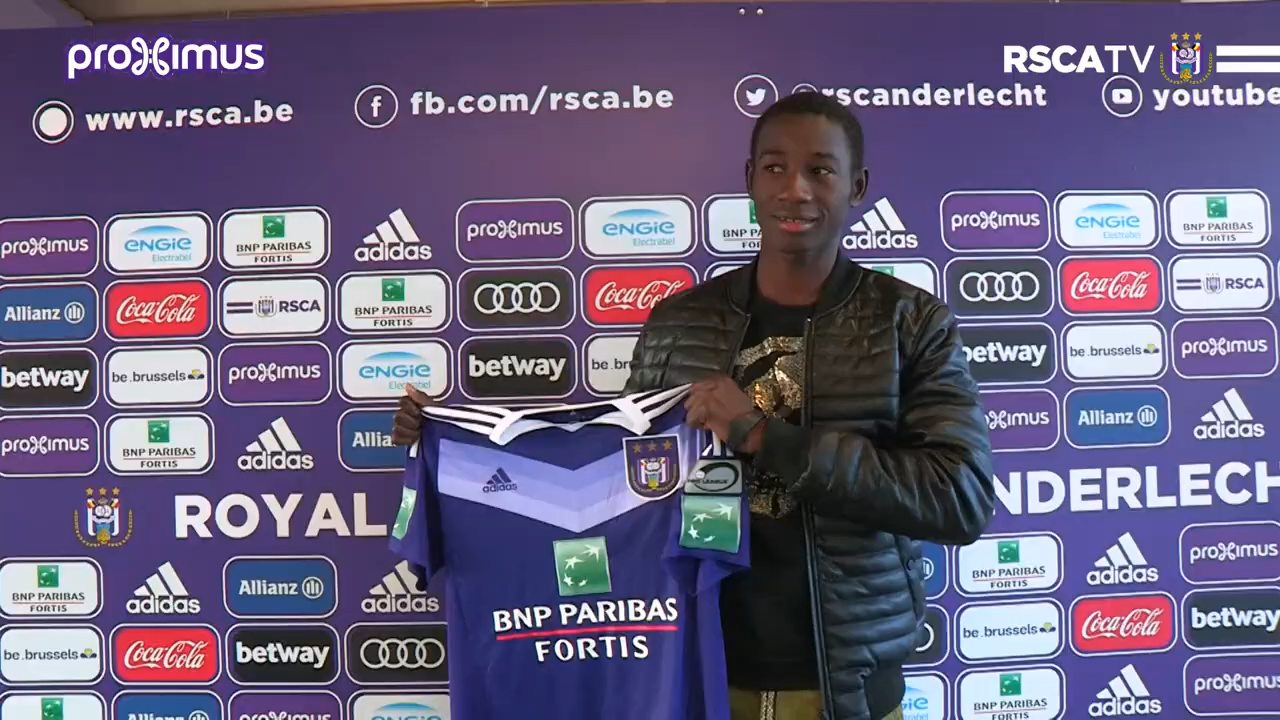 proximus
RSCATV
www.rsca.be
fb.com/rsca.be
rscanderlecht
youtube
proximus ENGIE Electrabel BNP PARIBAS FORTIS adidas proximus ENGIE Electrabel adidas proximus ENGIE Electrabel BNP PARIBAS FORTIS
Allianz Coca-Cola RSCA BNP PARIBAS FORTIS Coca-Cola Coca-Cola RSCA
betway be.brussels proximus ENGIE betway betway be.brussels proximus
proximus BNP PARIBAS FORTIS adidas Allianz adidas
ROYAL NDERLECH
adidas
BNP PARIBAS
FORTIS
BNP PARIBAS FORTIS adidas Allianz adidas BNP PARIBAS FORTIS adidas proximus
be.brussels Coca-Cola betway be.brussels Coca-Cola betway
Allianz proximus ENGIE BNP PARIBAS FORTIS adidas proximus